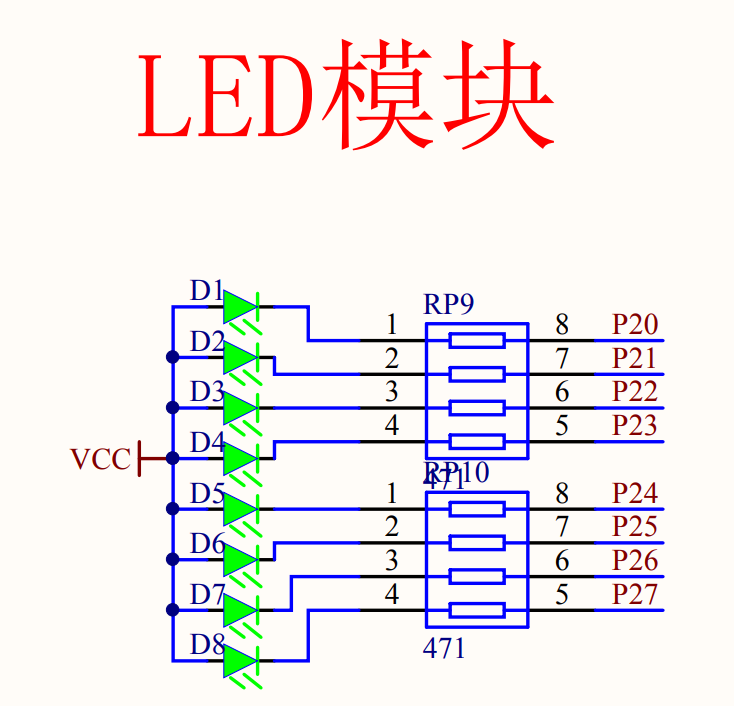 LED模块
D1
RP9
1 8 P20
D2
2 7 P21
D3
3 6 P22
D4
4 5 P23
VCC
471
RP10
D5
1 8 P24
D6
2 7 P25
3 6 P26
D7
4 5 P27
D8
471